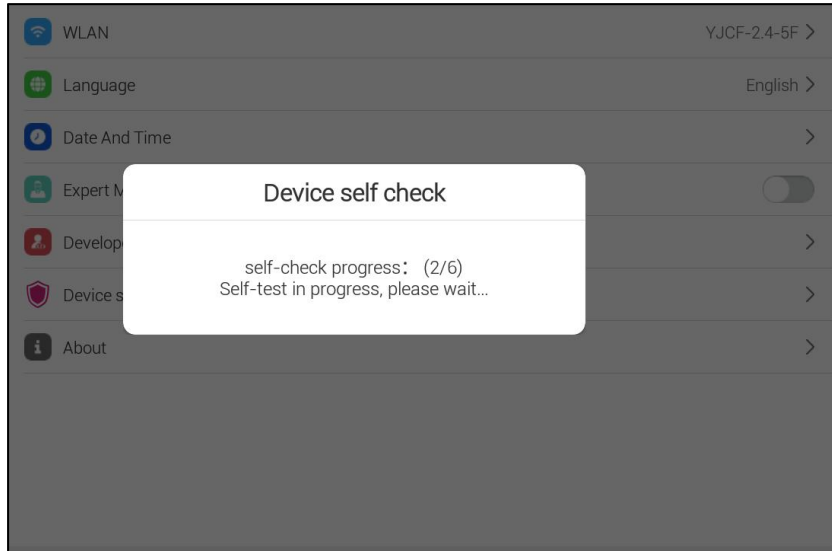 WLAN
YJCF-2.4-5F
Language
English
Date And Time
Expert M
Device self check
Develop
self-check progress： (2/6)
Self-test in progress, please wait...
Device s
About